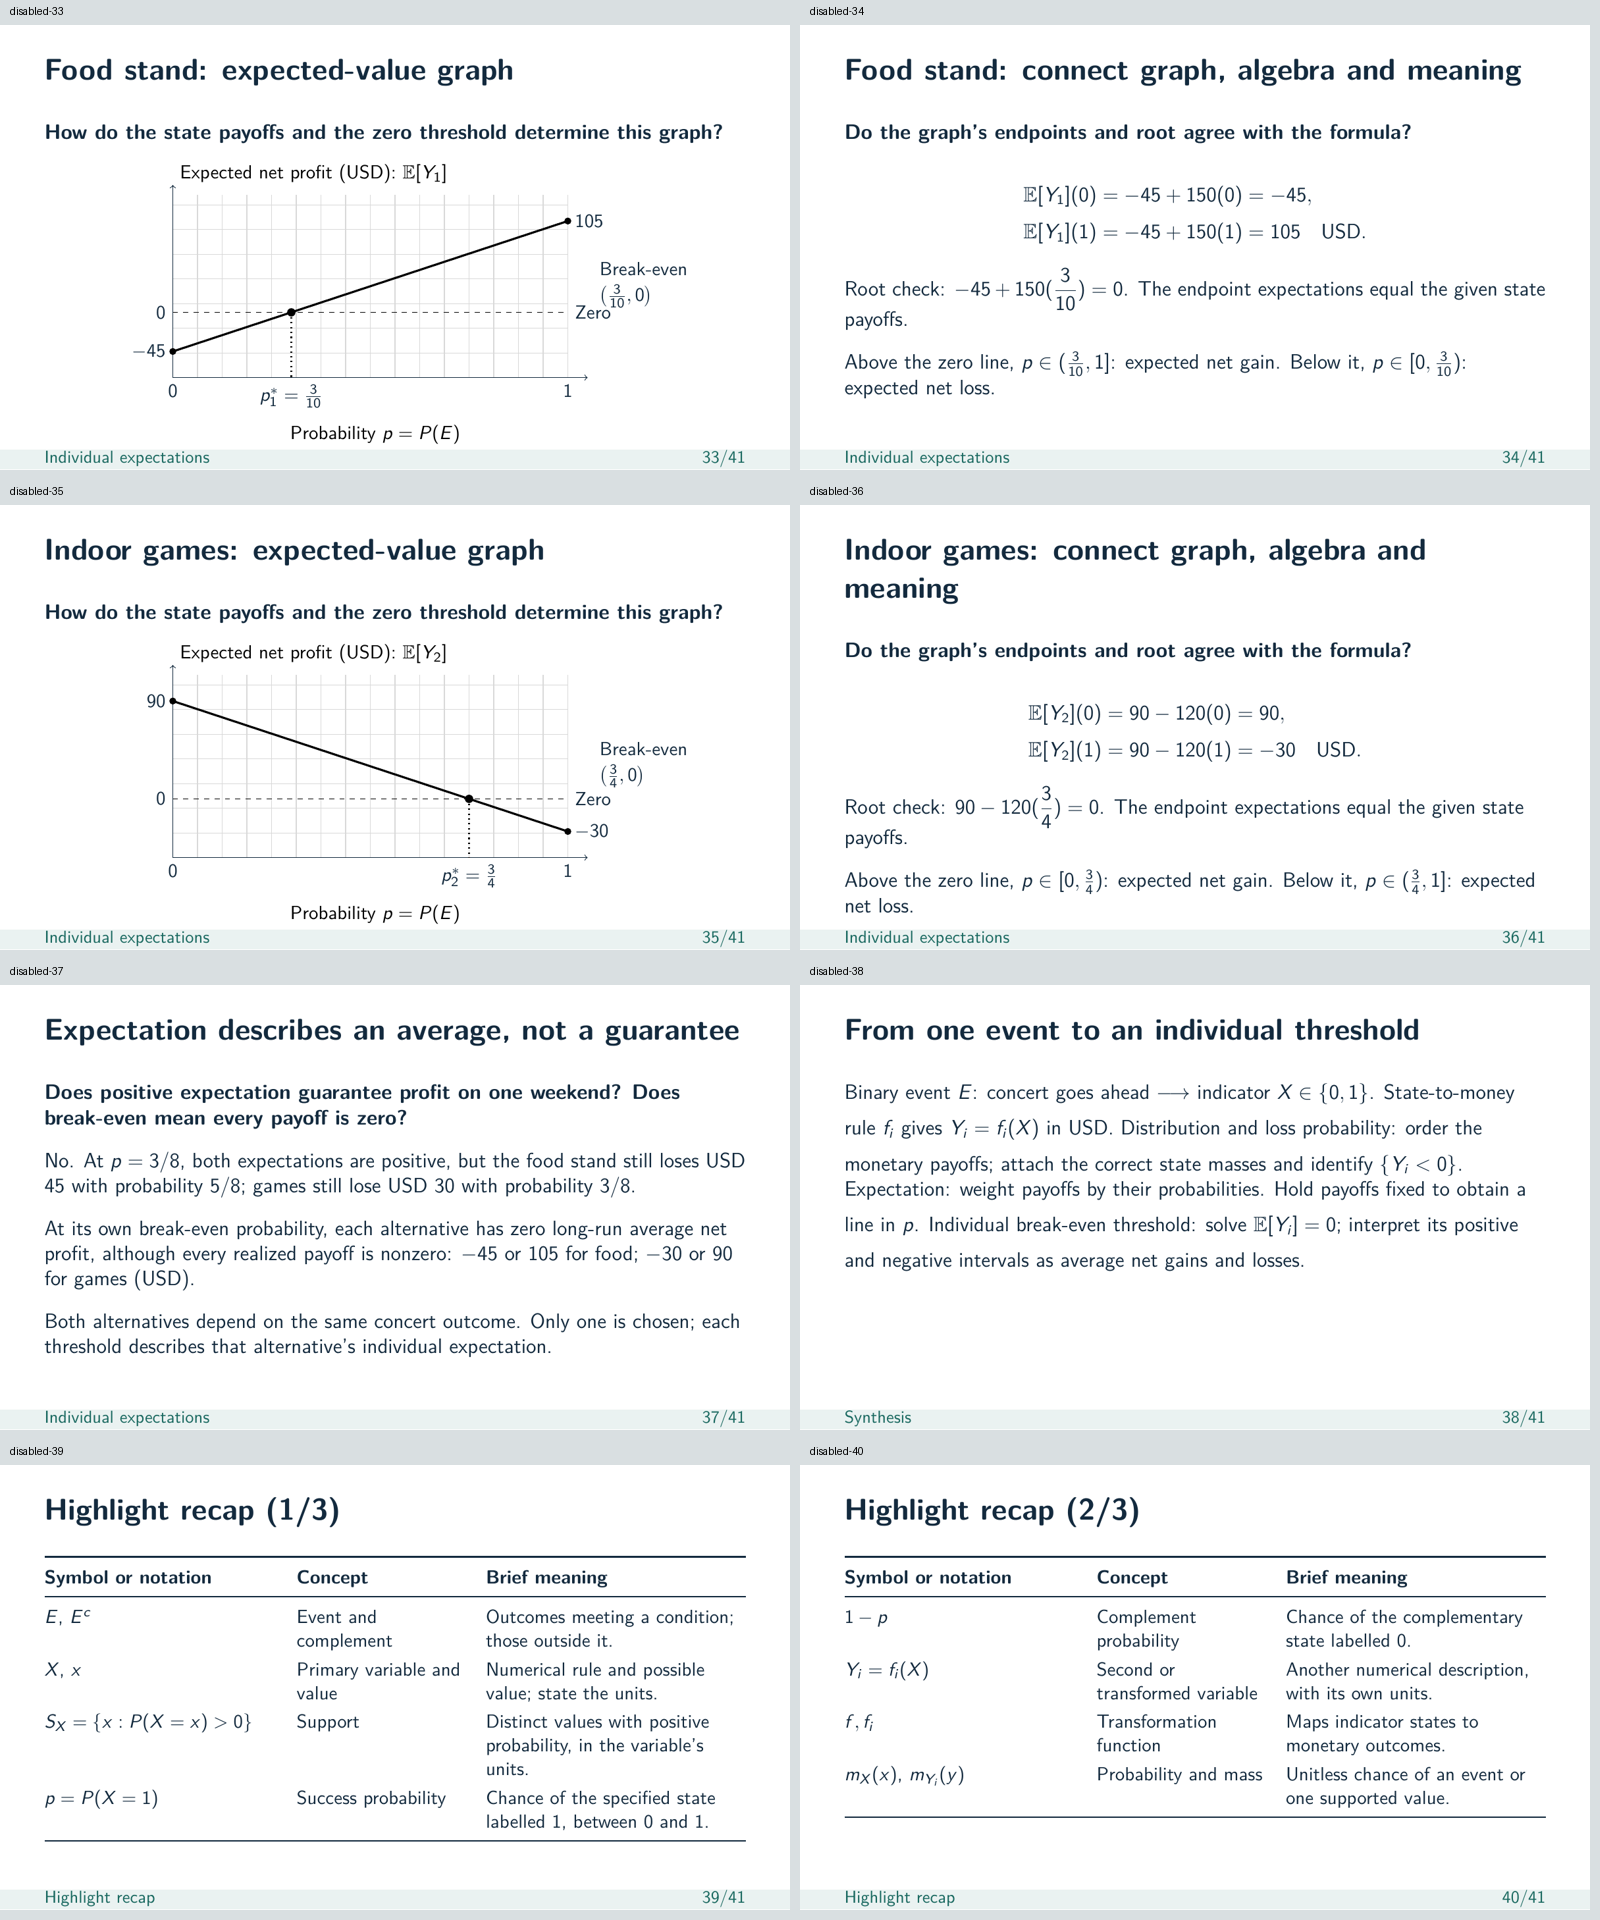 disabled-33
Food stand: expected-value graph
How do the state payoffs and the zero threshold determine this graph?
Expected net profit (USD): 𝔼[Y₁]
105
Break-even
(3/10, 0)
0
Zero
−45
0
p₁* = 3/10
1
Probability p = P(E)
Individual expectations
33/41
disabled-34
Food stand: connect graph, algebra and meaning
Do the graph's endpoints and root agree with the formula?
𝔼[Y₁](0) = −45 + 150(0) = −45,
𝔼[Y₁](1) = −45 + 150(1) = 105 USD.
Root check: −45 + 150(3/10) = 0. The endpoint expectations equal the given state
payoffs.
Above the zero line, p ∈ (3/10, 1]: expected net gain. Below it, p ∈ [0, 3/10):
expected net loss.
Individual expectations
34/41
disabled-35
Indoor games: expected-value graph
How do the state payoffs and the zero threshold determine this graph?
Expected net profit (USD): 𝔼[Y₂]
90
Break-even
(3/4, 0)
0
Zero
−30
0
p₂* = 3/4
1
Probability p = P(E)
Individual expectations
35/41
disabled-36
Indoor games: connect graph, algebra and
meaning
Do the graph's endpoints and root agree with the formula?
𝔼[Y₂](0) = 90 − 120(0) = 90,
𝔼[Y₂](1) = 90 − 120(1) = −30 USD.
Root check: 90 − 120(3/4) = 0. The endpoint expectations equal the given state
payoffs.
Above the zero line, p ∈ [0, 3/4): expected net gain. Below it, p ∈ (3/4, 1]: expected
net loss.
Individual expectations
36/41
disabled-37
Expectation describes an average, not a guarantee
Does positive expectation guarantee profit on one weekend? Does
break-even mean every payoff is zero?
No. At p = 3/8, both expectations are positive, but the food stand still loses USD
45 with probability 5/8; games still lose USD 30 with probability 3/8.
At its own break-even probability, each alternative has zero long-run average net
profit, although every realized payoff is nonzero: −45 or 105 for food; −30 or 90
for games (USD).
Both alternatives depend on the same concert outcome. Only one is chosen; each
threshold describes that alternative's individual expectation.
Individual expectations
37/41
disabled-38
From one event to an individual threshold
Binary event E: concert goes ahead ⟶ indicator X ∈ {0, 1}. State-to-money
rule fᵢ gives Yᵢ = fᵢ(X) in USD. Distribution and loss probability: order the
monetary payoffs; attach the correct state masses and identify {Yᵢ < 0}.
Expectation: weight payoffs by their probabilities. Hold payoffs fixed to obtain a
line in p. Individual break-even threshold: solve 𝔼[Yᵢ] = 0; interpret its positive
and negative intervals as average net gains and losses.
Synthesis
38/41
disabled-39
Highlight recap (1/3)
Symbol or notation Concept Brief meaning
E, Eᶜ Event and Outcomes meeting a condition;
complement those outside it.
X, x Primary variable and Numerical rule and possible
value value; state the units.
S_X = {x : P(X = x) > 0} Support Distinct values with positive
probability, in the variable's
units.
p = P(X = 1) Success probability Chance of the specified state
labelled 1, between 0 and 1.
Highlight recap
39/41
disabled-40
Highlight recap (2/3)
Symbol or notation Concept Brief meaning
1 − p Complement Chance of the complementary
probability state labelled 0.
Yᵢ = fᵢ(X) Second or Another numerical description,
transformed variable with its own units.
f, fᵢ Transformation Maps indicator states to
function monetary outcomes.
m_X(x), m_Yᵢ(y) Probability and mass Unitless chance of an event or
one supported value.
Highlight recap
40/41